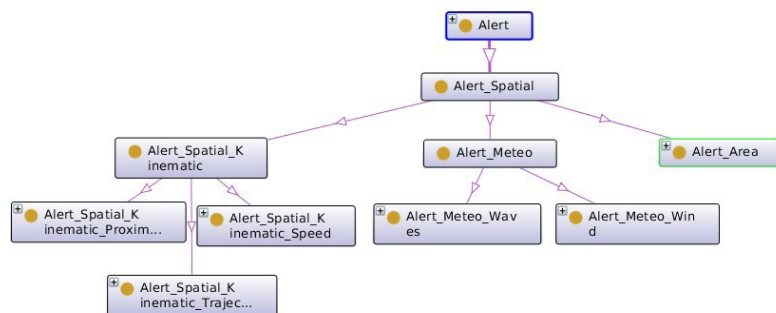 Alert
Alert_Spatial
Alert_Spatial_K
inematic
Alert_Meteo
Alert_Area
Alert_Spatial_K
inematic_Proxim...
Alert_Spatial_K
inematic_Speed
Alert_Meteo_Wav
es
Alert_Meteo_Win
d
Alert_Spatial_K
inematic_Trajec...